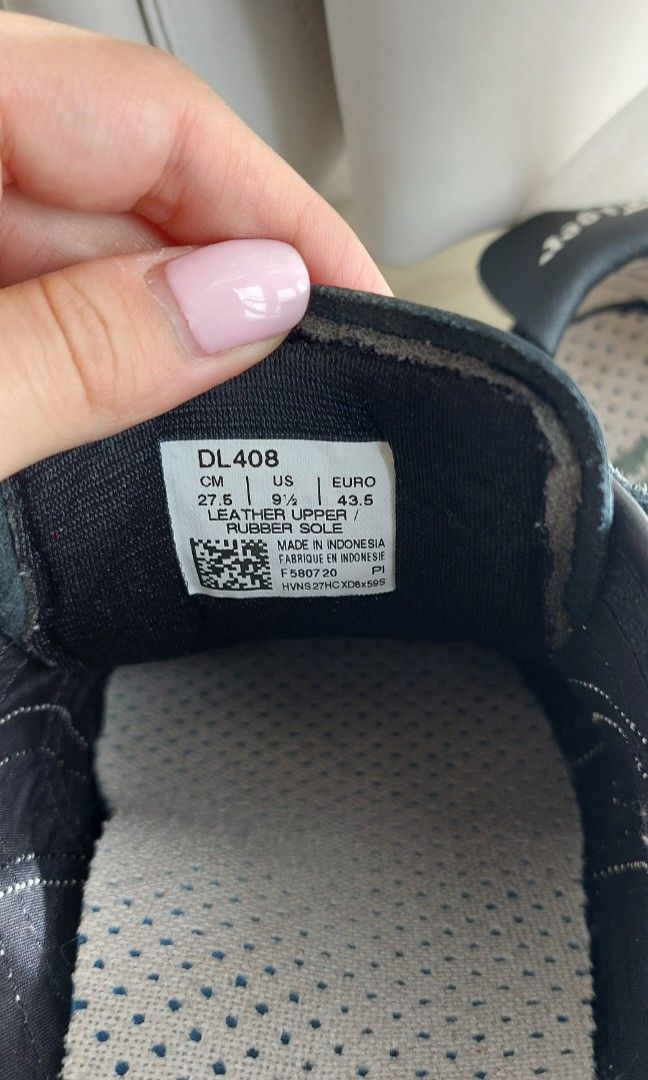 DL408
CM | US | EURO
27.5 | 9½ | 43.5
LEATHER UPPER /
RUBBER SOLE
MADE IN INDONESIA
FABRIQUE EN INDONESIE
F580720 PI
HVNS27HCXD6x59S